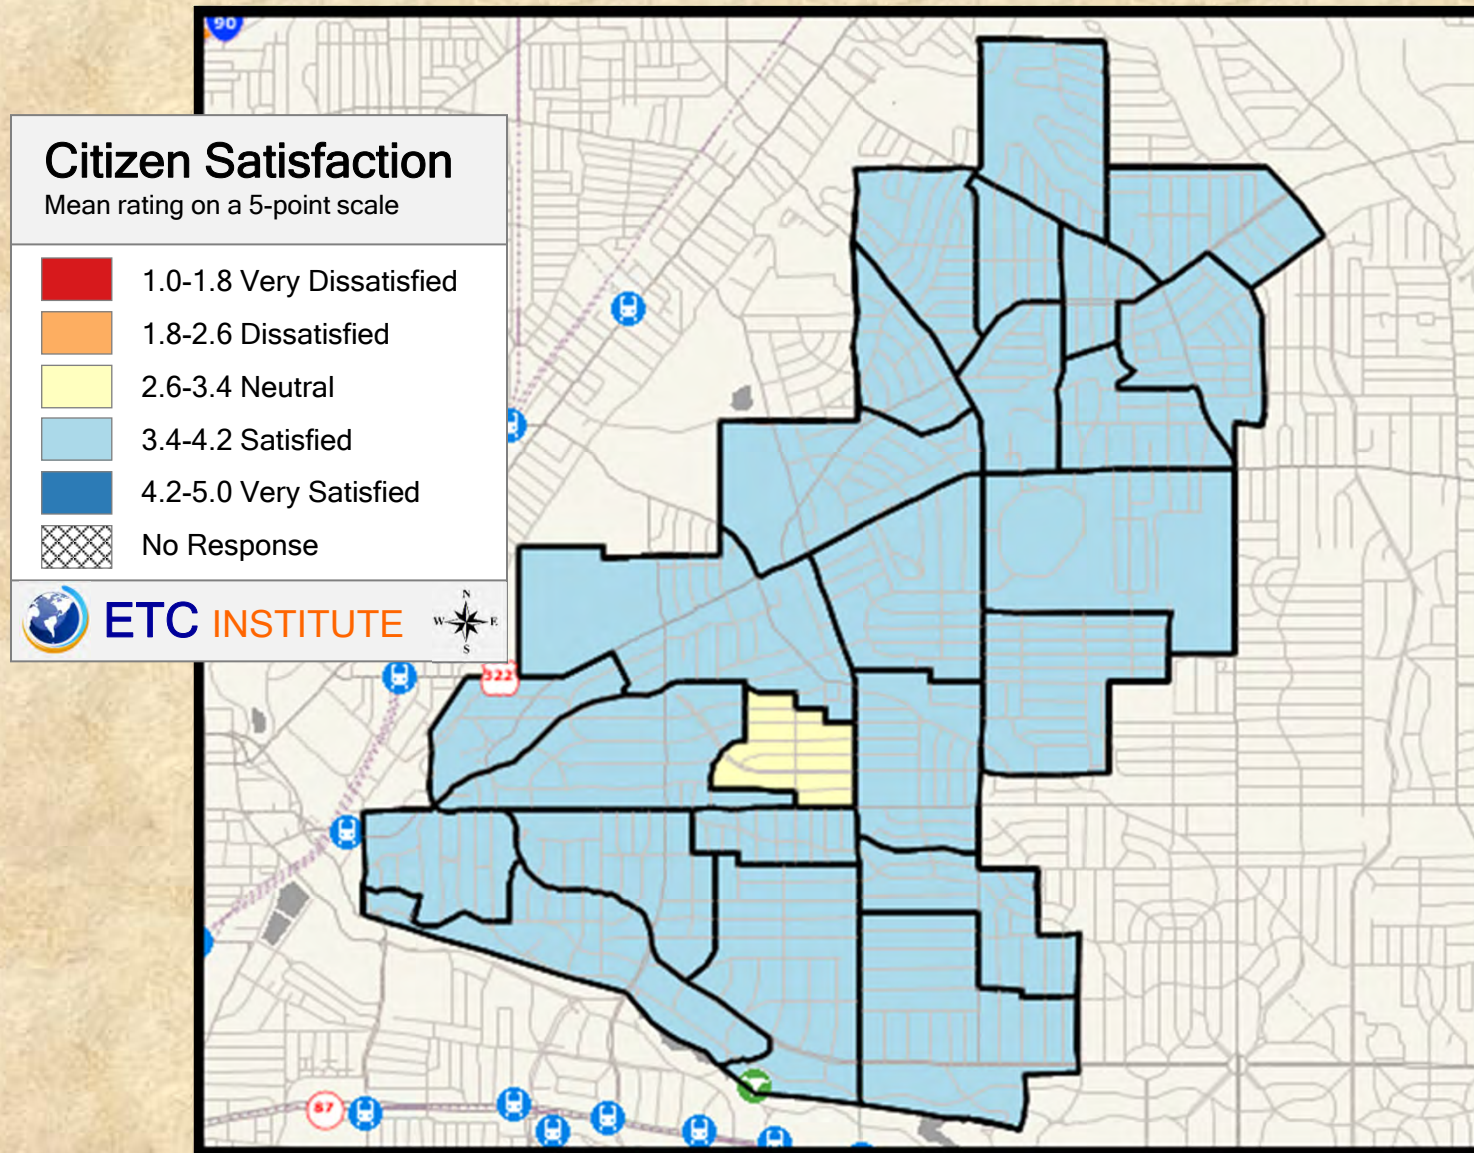 90
Citizen Satisfaction
Mean rating on a 5-point scale
1.0-1.8 Very Dissatisfied
1.8-2.6 Dissatisfied
2.6-3.4 Neutral
3.4-4.2 Satisfied
4.2-5.0 Very Satisfied
No Response
ETC INSTITUTE
N
W E
S
322
87